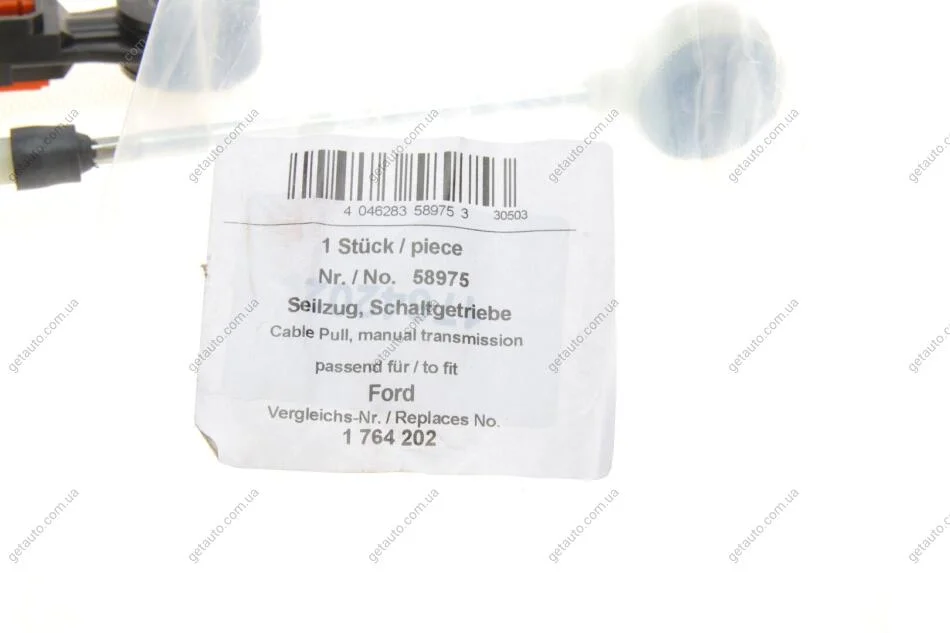 4 046283 58975 3 30503
1 Stück / piece
Nr. / No. 58975
Seilzug, Schaltgetriebe
Cable Pull, manual transmission
passend für / to fit
Ford
Vergleichs-Nr. / Replaces No.
1 764 202
getauto.com.ua